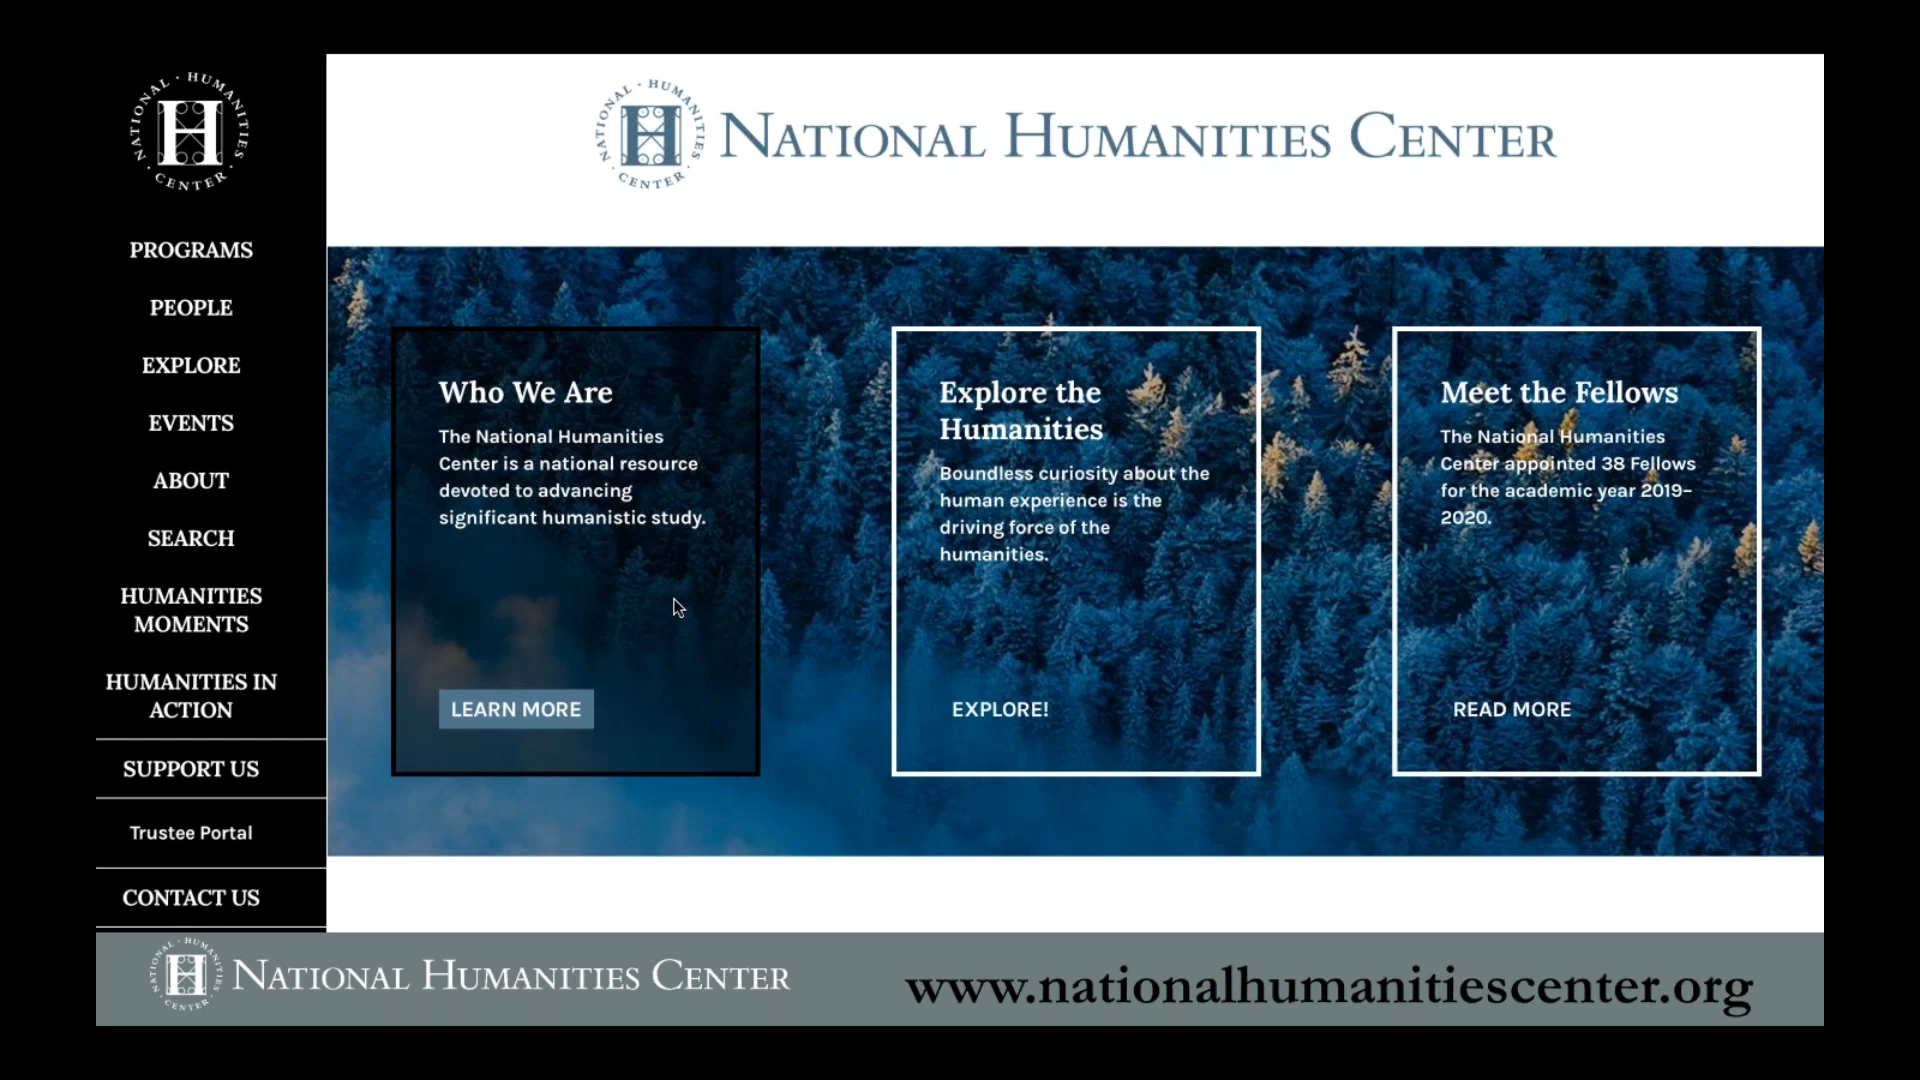 NATIONAL · HUMANITIES · CENTER ·
H
PROGRAMS
PEOPLE
EXPLORE
EVENTS
ABOUT
SEARCH
HUMANITIES
MOMENTS
HUMANITIES IN
ACTION
SUPPORT US
Trustee Portal
CONTACT US
NATIONAL · HUMANITIES · CENTER ·
H
NATIONAL HUMANITIES CENTER
Who We Are
The National Humanities
Center is a national resource
devoted to advancing
significant humanistic study.
LEARN MORE
Explore the
Humanities
Boundless curiosity about the
human experience is the
driving force of the
humanities.
EXPLORE!
Meet the Fellows
The National Humanities
Center appointed 38 Fellows
for the academic year 2019–
2020.
READ MORE
NATIONAL · HUMANITIES · CENTER ·
H
NATIONAL HUMANITIES CENTER
www.nationalhumanitiescenter.org